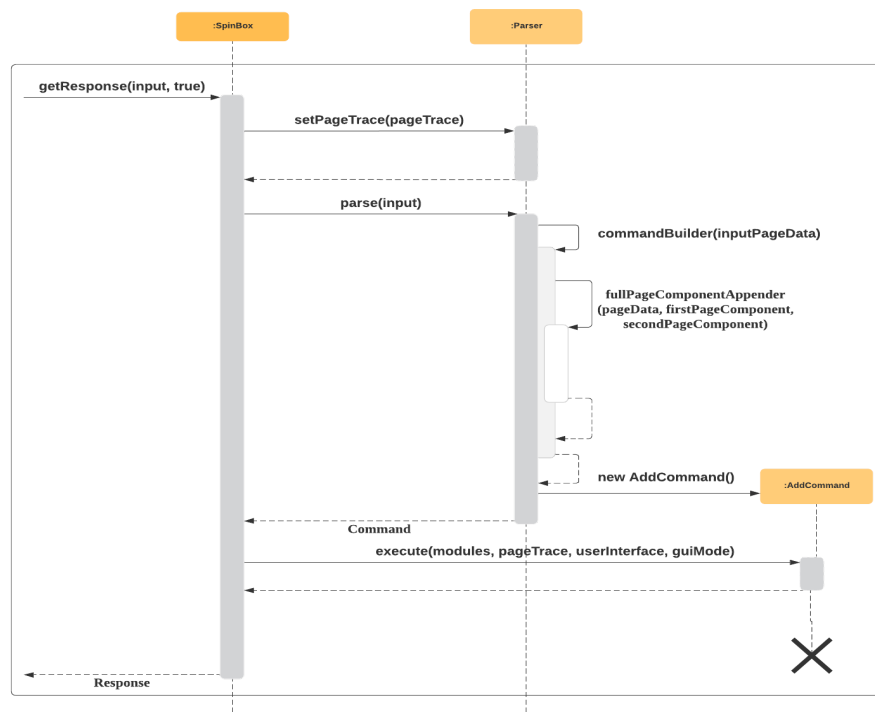 :SpinBox
:Parser
getResponse(input, true)
setPageTrace(pageTrace)
parse(input)
commandBuilder(inputPageData)
fullPageComponentAppender
(pageData, firstPageComponent,
secondPageComponent)
new AddCommand()
:AddCommand
Command
execute(modules, pageTrace, userInterface, guiMode)
Response